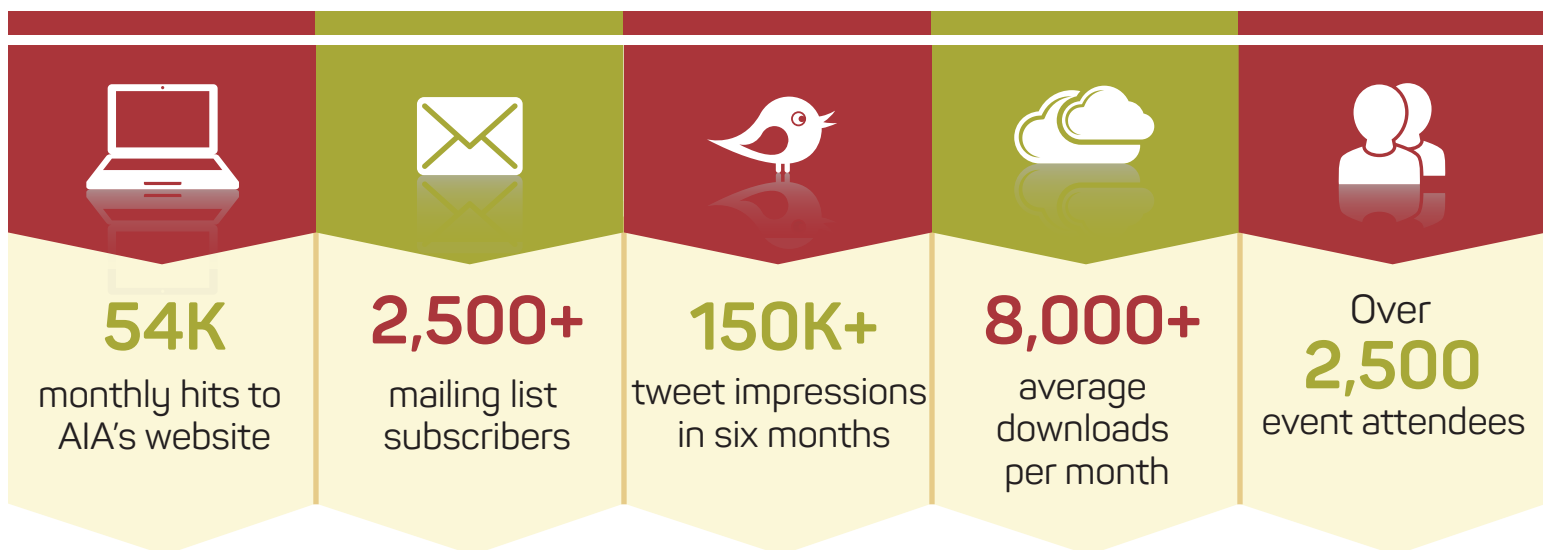 54K
monthly hits to
AIA's website
2,500+
mailing list
subscribers
150K+
tweet impressions
in six months
8,000+
average
downloads
per month
Over
2,500
event attendees